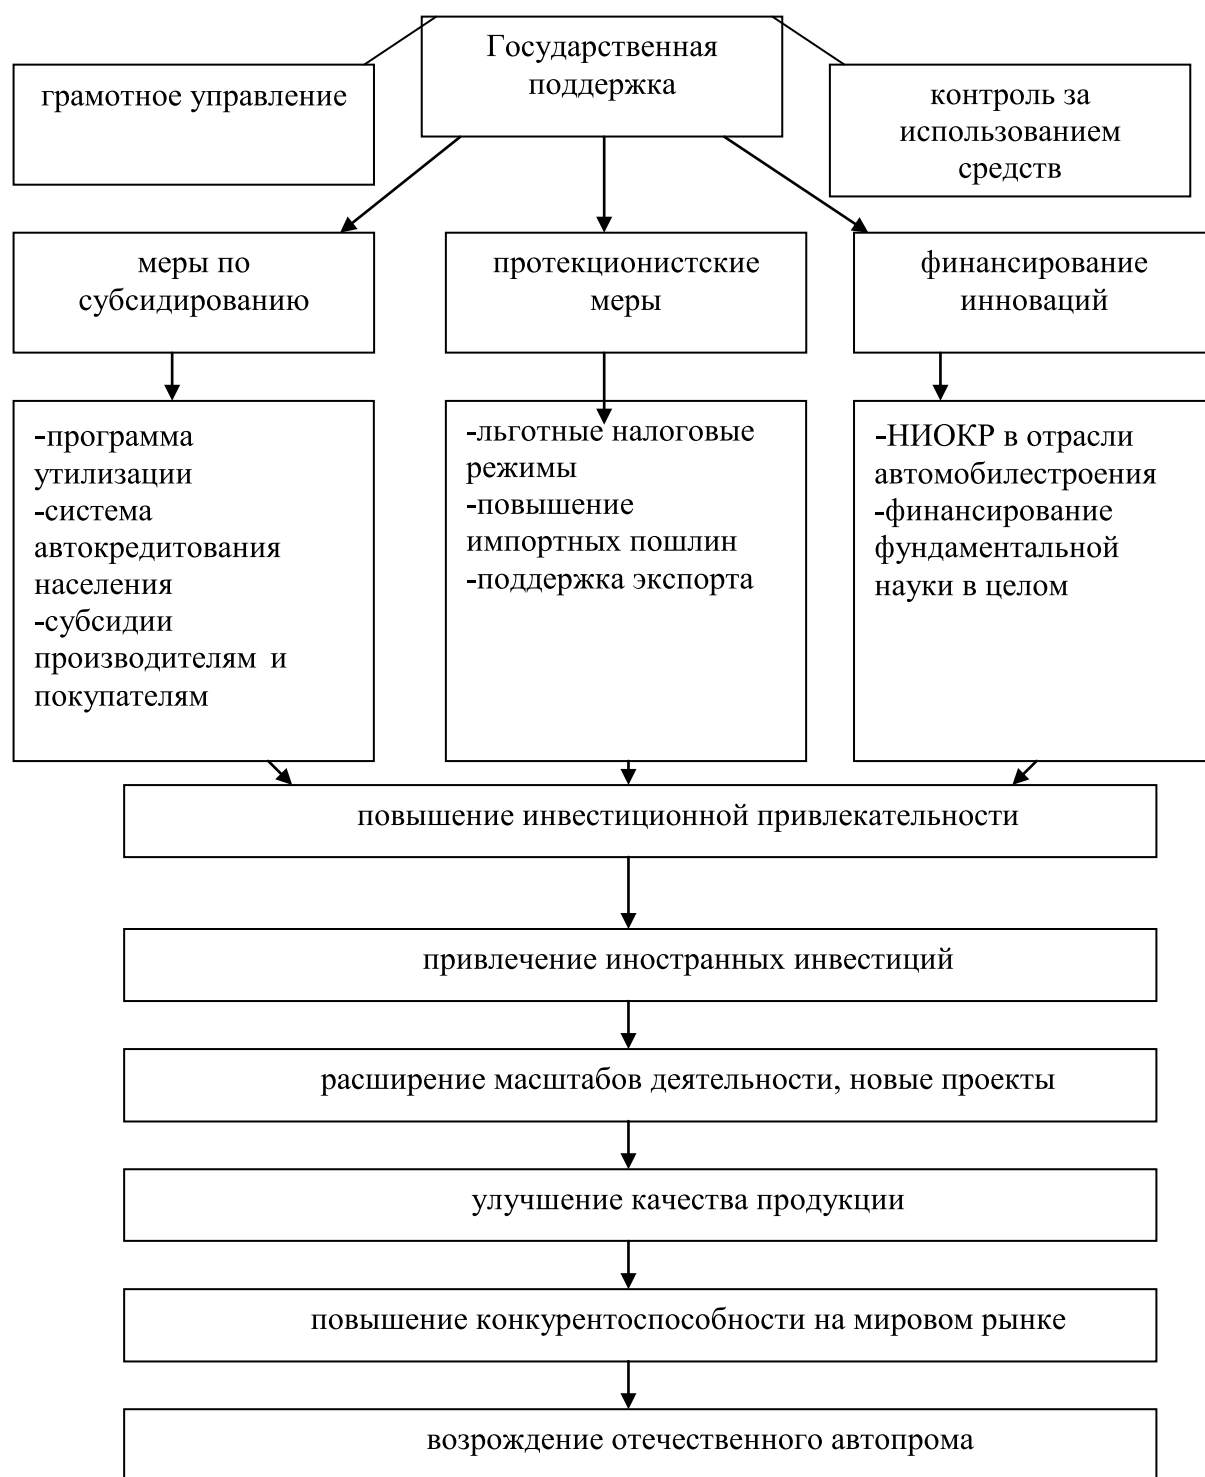 Государственная
поддержка
грамотное управление
контроль за
использованием
средств
меры по
субсидированию
протекционистские
меры
финансирование
инноваций
-программа
утилизации
-система
автокредитования
населения
-субсидии
производителям и
покупателям
-льготные налоговые
режимы
-повышение
импортных пошлин
-поддержка экспорта
-НИОКР в отрасли
автомобилестроения
-финансирование
фундаментальной
науки в целом
повышение инвестиционной привлекательности
привлечение иностранных инвестиций
расширение масштабов деятельности, новые проекты
улучшение качества продукции
повышение конкурентоспособности на мировом рынке
возрождение отечественного автопрома